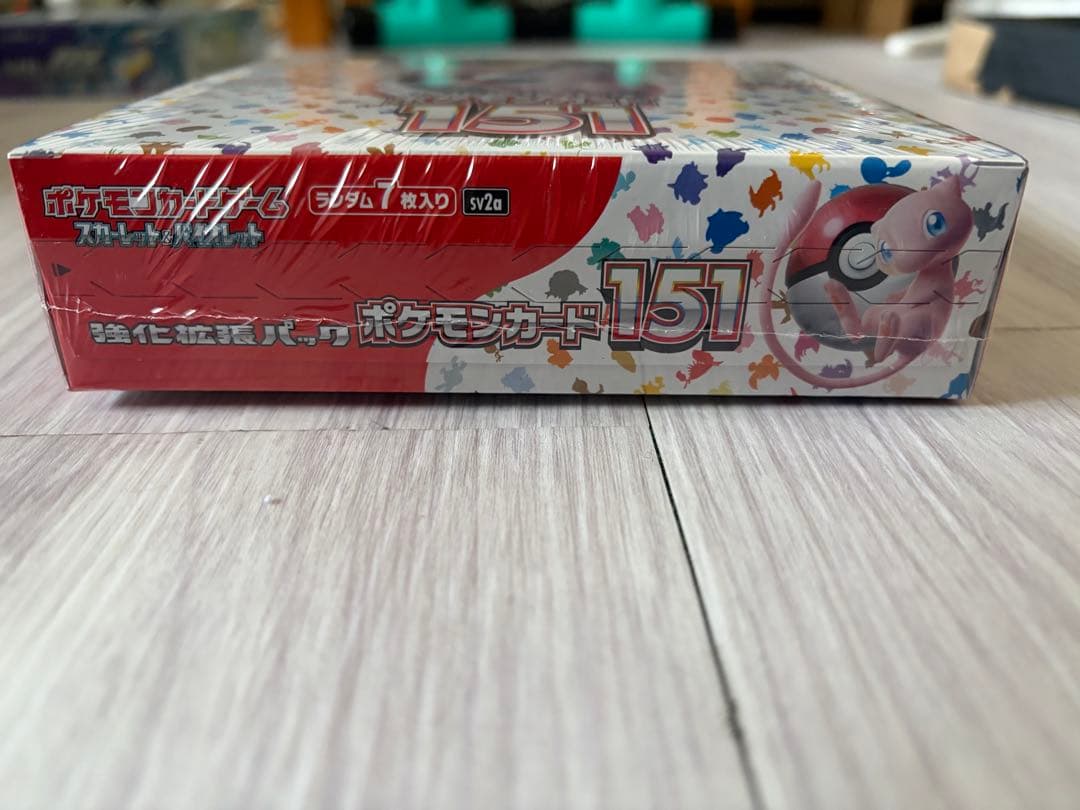 151
ポケモンカードゲーム
スカーレット&バイオレット
ランダム7枚入り
sv2a
強化拡張パック
ポケモンカード151